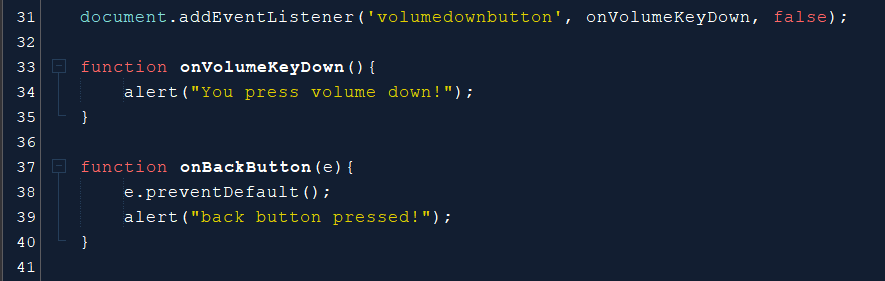 31 document.addEventListener('volumedownbutton', onVolumeKeyDown, false);
32
33 function onVolumeKeyDown(){
34 alert("You press volume down!");
35 }
36
37 function onBackButton(e){
38 e.preventDefault();
39 alert("back button pressed!");
40 }
41